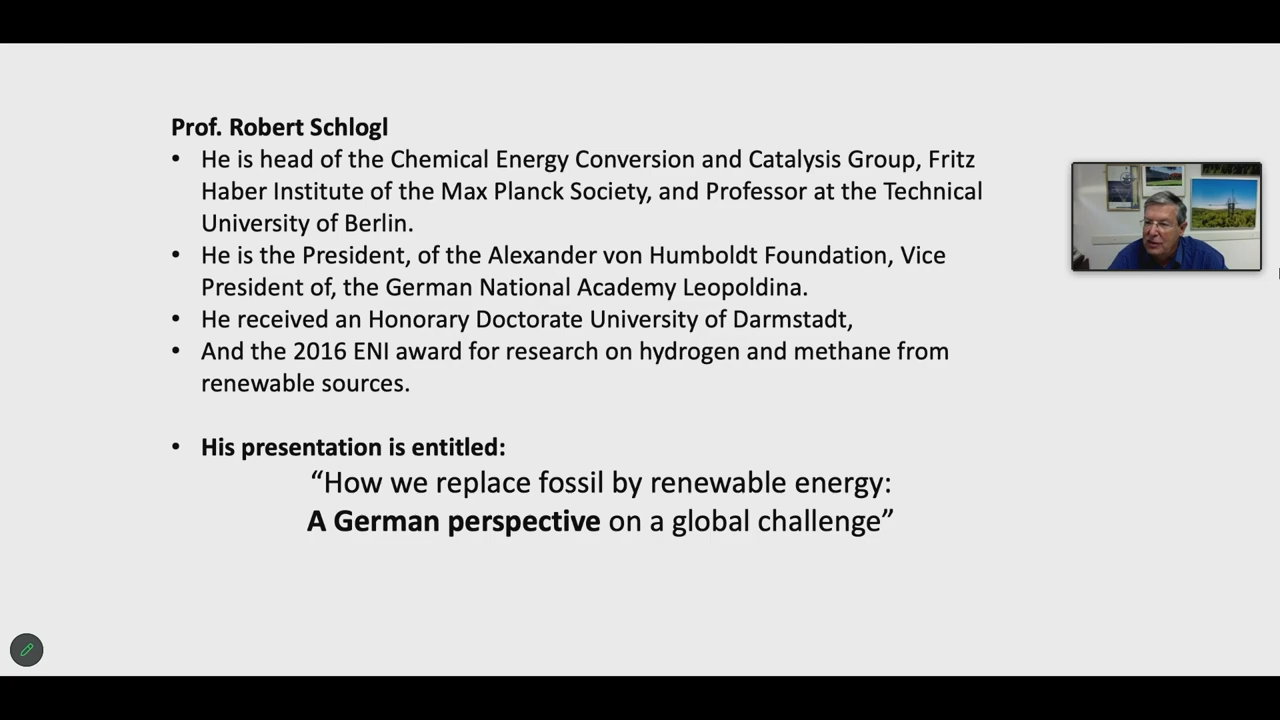 Prof. Robert Schlogl
• He is head of the Chemical Energy Conversion and Catalysis Group, Fritz
Haber Institute of the Max Planck Society, and Professor at the Technical
University of Berlin.
• He is the President, of the Alexander von Humboldt Foundation, Vice
President of, the German National Academy Leopoldina.
• He received an Honorary Doctorate University of Darmstadt,
• And the 2016 ENI award for research on hydrogen and methane from
renewable sources.
• His presentation is entitled:
“How we replace fossil by renewable energy:
A German perspective on a global challenge”